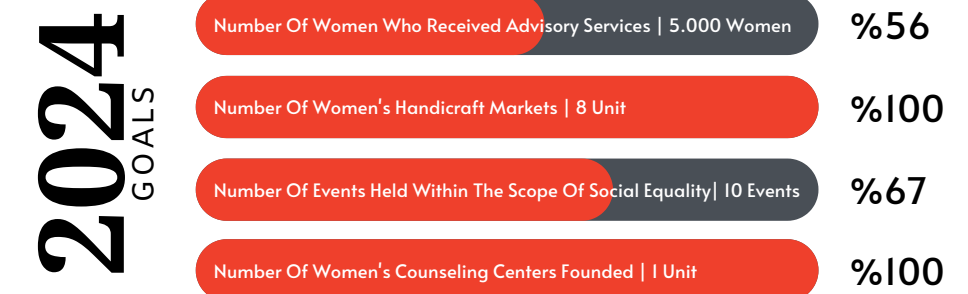 2024
GOALS
Number Of Women Who Received Advisory Services | 5.000 Women
%56
Number Of Women's Handicraft Markets | 8 Unit
%100
Number Of Events Held Within The Scope Of Social Equality| 10 Events
%67
Number Of Women's Counseling Centers Founded | 1 Unit
%100